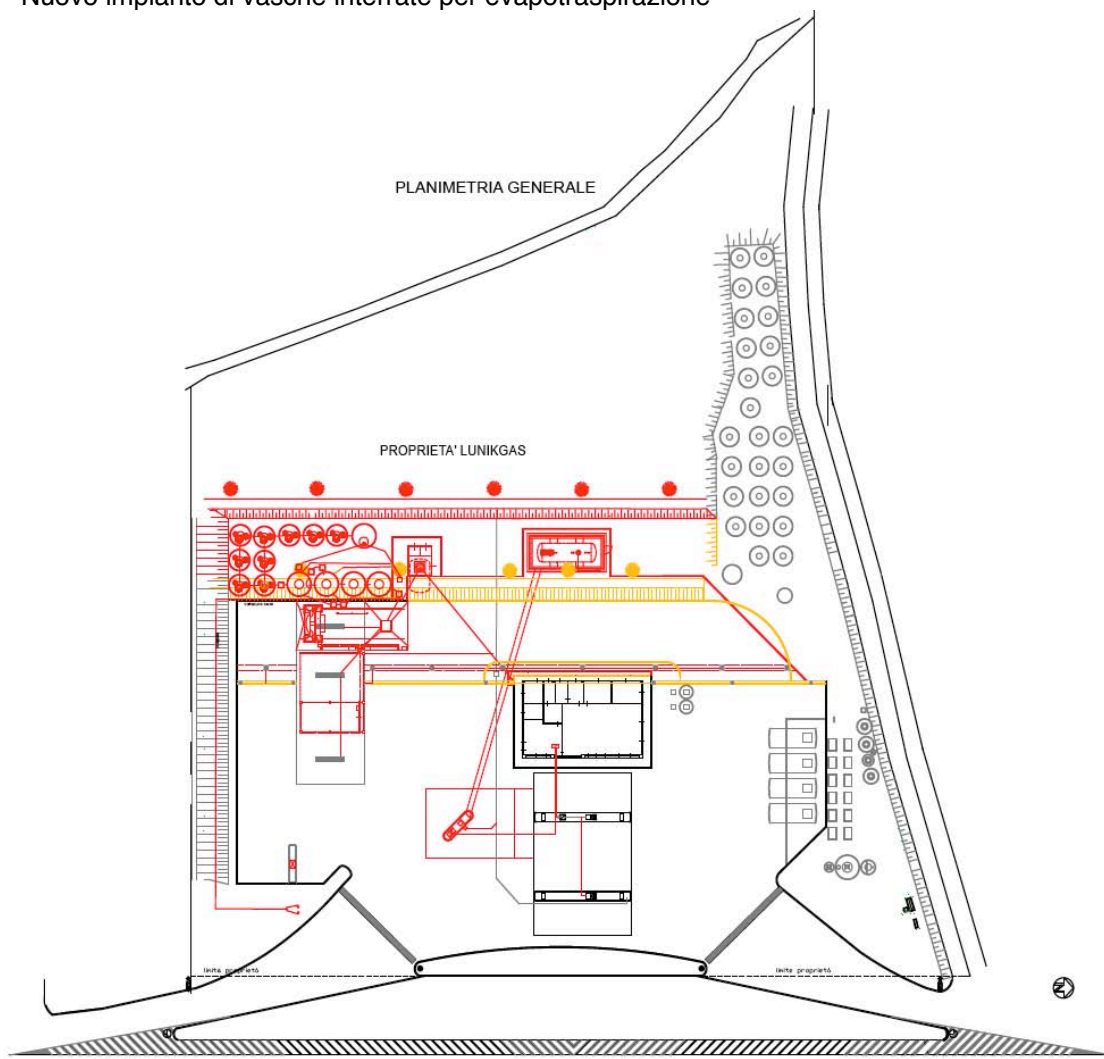 Nuovo impianto di vasche interrate per evapotraspirazione
PLANIMETRIA GENERALE
PROPRIETA' LUNIKGAS
limite proprietà
limite proprietà
N